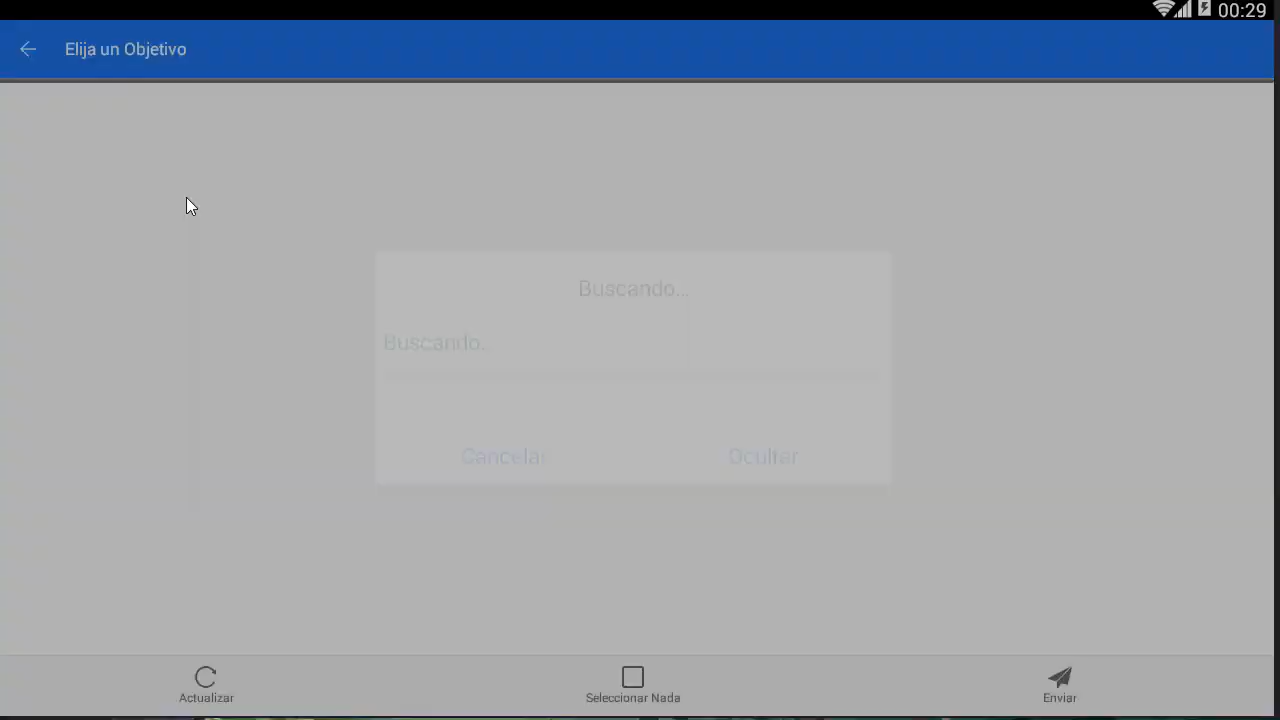 00:29
Elija un Objetivo
Buscando...
Buscando...
Cancelar
Ocultar
Actualizar
Seleccionar Nada
Enviar